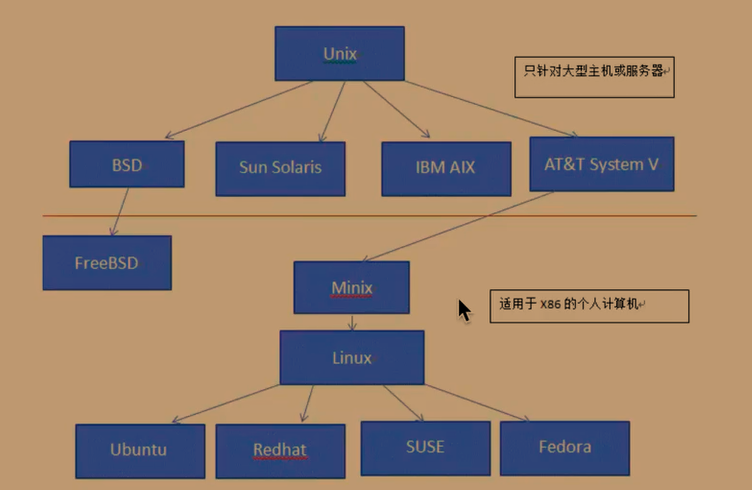 Unix
只针对大型主机或服务器
BSD
Sun Solaris
IBM AIX
AT&T System V
FreeBSD
Minix
适用于 X86 的个人计算机
Linux
Ubuntu
Redhat
SUSE
Fedora